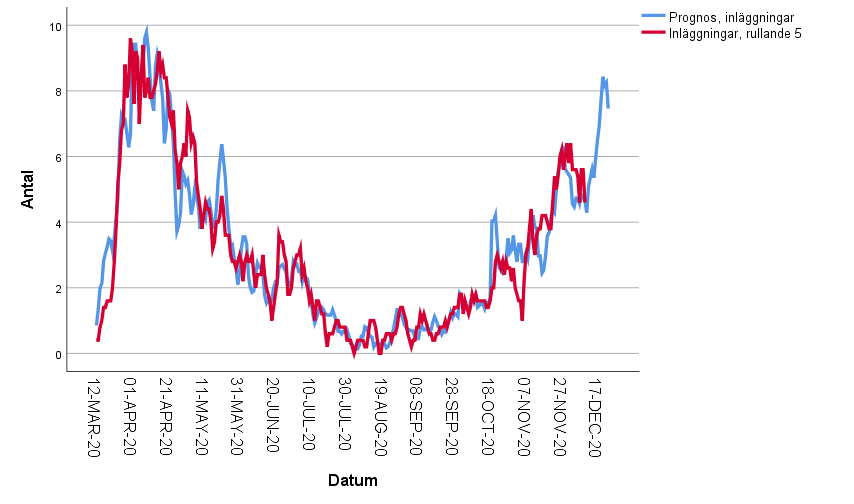 Prognos, inläggningar
Inläggningar, rullande 5
Antal
10
8
6
4
2
0
12-MAR-20
01-APR-20
21-APR-20
11-MAY-20
31-MAY-20
20-JUN-20
10-JUL-20
30-JUL-20
19-AUG-20
08-SEP-20
28-SEP-20
18-OCT-20
07-NOV-20
27-NOV-20
17-DEC-20
Datum